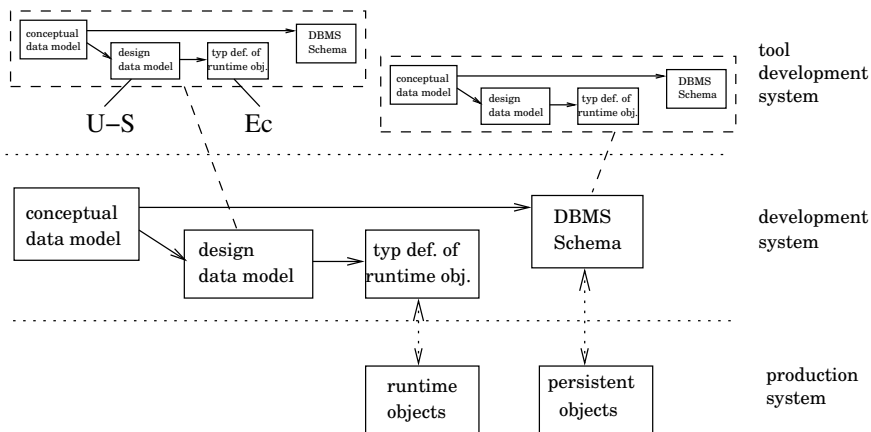 conceptual
data model
design
data model
typ def. of
runtime obj.
DBMS
Schema
U–S
Ec
conceptual
data model
design
data model
typ def. of
runtime obj.
DBMS
Schema
tool
development
system
conceptual
data model
design
data model
typ def. of
runtime obj.
DBMS
Schema
development
system
runtime
objects
persistent
objects
production
system